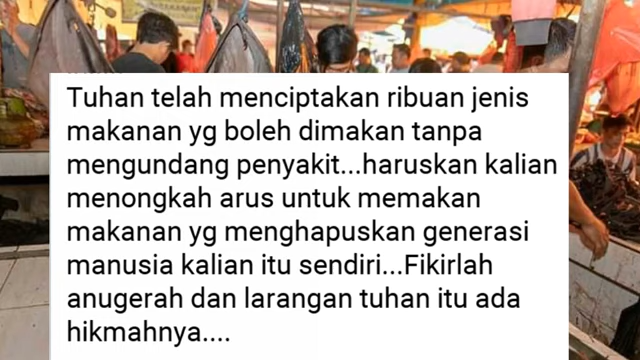 Tuhan telah menciptakan ribuan jenis
makanan yg boleh dimakan tanpa
mengundang penyakit...haruskan kalian
menongkah arus untuk memakan
makanan yg menghapuskan generasi
manusia kalian itu sendiri...Fikirlah
anugerah dan larangan tuhan itu ada
hikmahnya....